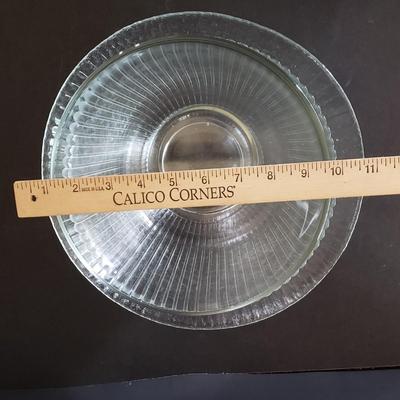 1 2 3 4 5 6 7 8 9 10 11
MADE IN U.S.A.
CALICO CORNERS®